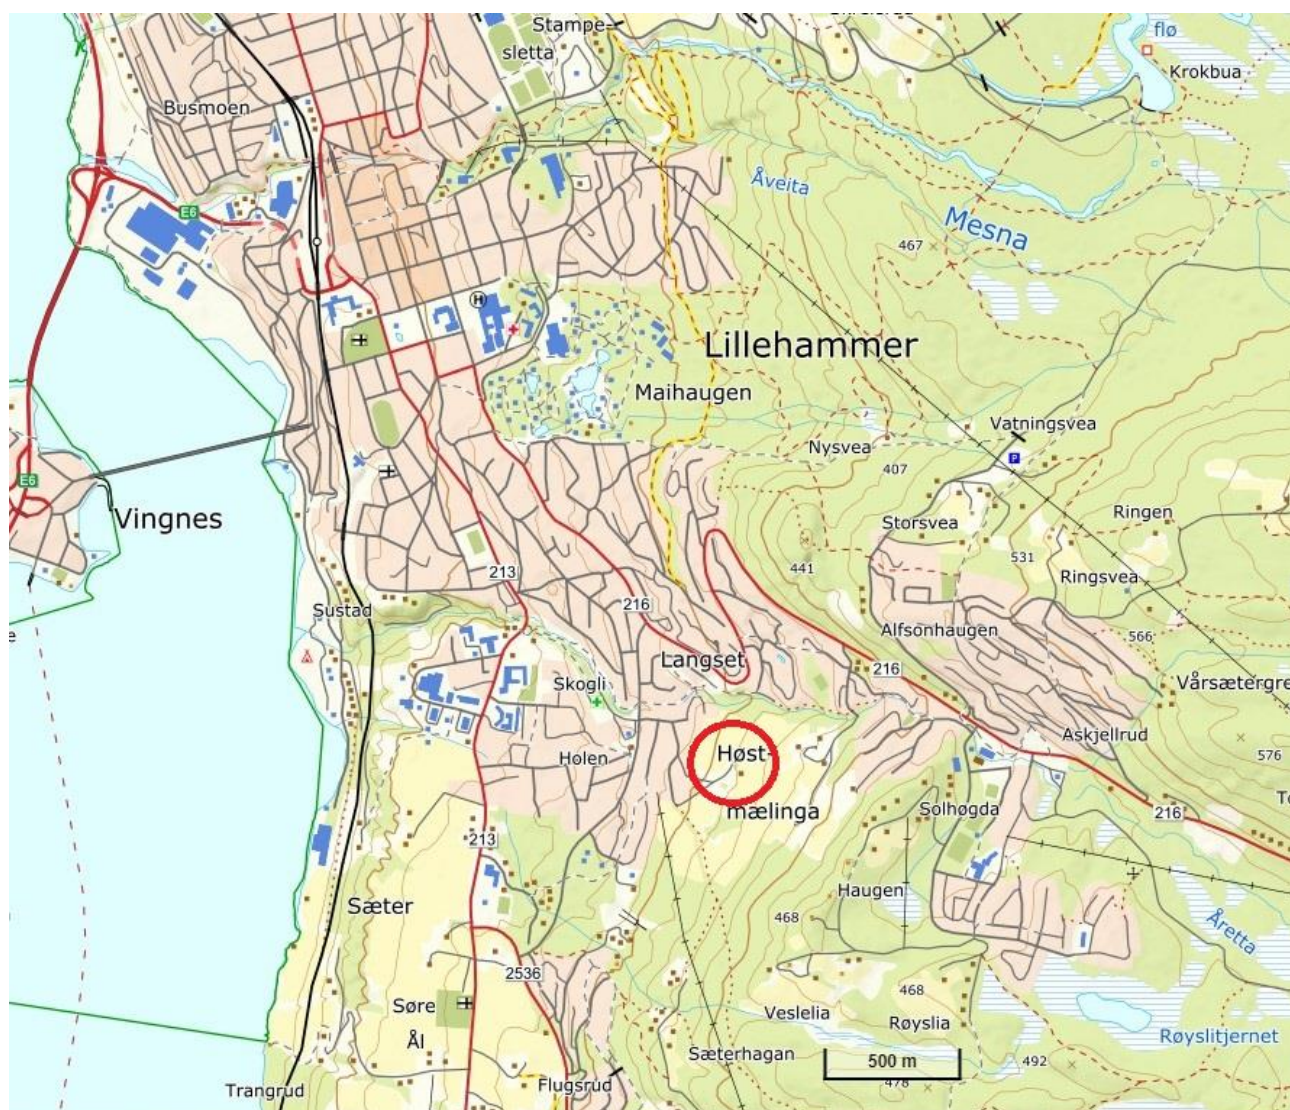 Stampe-
sletta
flø
Krokbua
Busmoen
Åveita
E6
Mesna
467
H
Lillehammer
Maihaugen
Vatningsvea
Nysvea
P
407
E6
Vingnes
Storsvea
Ringen
531
213
441
Ringsvea
216
Sustad
Alfsonhaugen
566
Langset
216
Skogli
Vårsætergre
Askjellrud
Høst-
Holen
576
mælinga
Solhøgda
216
213
Haugen
Sæter
468
Åretta
2536
468
Søre
Ål
Veslelia
Røyslia
Røyslitjernet
Sæterhagan
500 m
492
478
Trangrud
Flugsrud